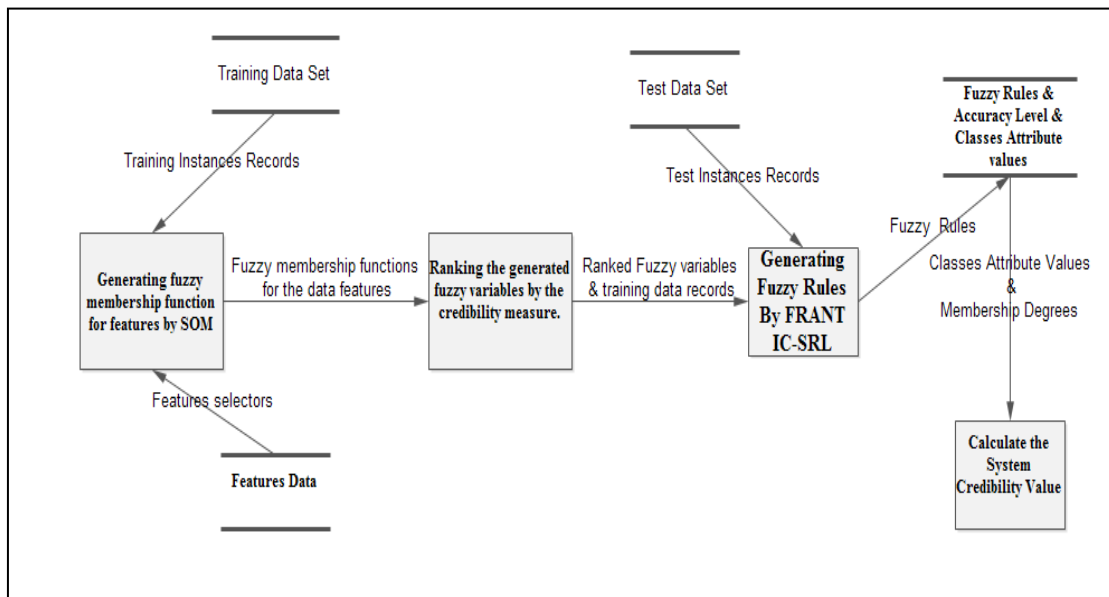 Training Data Set
Test Data Set
Fuzzy Rules &
Accuracy Level &
Classes Attribute
values
Training Instances Records
Test Instances Records
Fuzzy Rules
Generating fuzzy
membership function
for features by SOM
Fuzzy membership functions
for the data features
Ranking the generated
fuzzy variables by the
credibility measure.
Ranked Fuzzy variables
& training data records
Generating
Fuzzy Rules
By FRANT
IC-SRL
Classes Attribute Values
&
Membership Degrees
Features selectors
Features Data
Calculate the
System
Credibility Value